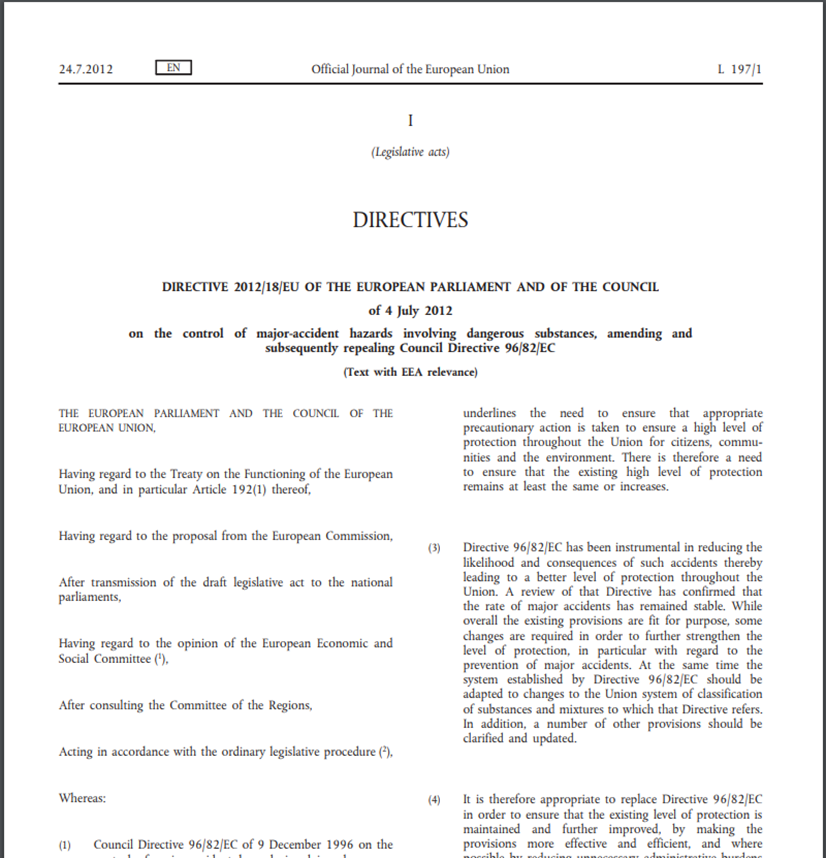 24.7.2012 EN Official Journal of the European Union L 197/1
I
(Legislative acts)
DIRECTIVES
DIRECTIVE 2012/18/EU OF THE EUROPEAN PARLIAMENT AND OF THE COUNCIL
of 4 July 2012
on the control of major-accident hazards involving dangerous substances, amending and
subsequently repealing Council Directive 96/82/EC
(Text with EEA relevance)
THE EUROPEAN PARLIAMENT AND THE COUNCIL OF THE
EUROPEAN UNION,
Having regard to the Treaty on the Functioning of the European
Union, and in particular Article 192(1) thereof,
Having regard to the proposal from the European Commission,
After transmission of the draft legislative act to the national
parliaments,
Having regard to the opinion of the European Economic and
Social Committee (¹),
After consulting the Committee of the Regions,
Acting in accordance with the ordinary legislative procedure (²),
Whereas:
(1) Council Directive 96/82/EC of 9 December 1996 on the
underlines the need to ensure that appropriate
precautionary action is taken to ensure a high level of
protection throughout the Union for citizens, commu-
nities and the environment. There is therefore a need
to ensure that the existing high level of protection
remains at least the same or increases.
(3) Directive 96/82/EC has been instrumental in reducing the
likelihood and consequences of such accidents thereby
leading to a better level of protection throughout the
Union. A review of that Directive has confirmed that
the rate of major accidents has remained stable. While
overall the existing provisions are fit for purpose, some
changes are required in order to further strengthen the
level of protection, in particular with regard to the
prevention of major accidents. At the same time the
system established by Directive 96/82/EC should be
adapted to changes to the Union system of classification
of substances and mixtures to which that Directive refers.
In addition, a number of other provisions should be
clarified and updated.
(4) It is therefore appropriate to replace Directive 96/82/EC
in order to ensure that the existing level of protection is
maintained and further improved, by making the
provisions more effective and efficient, and where